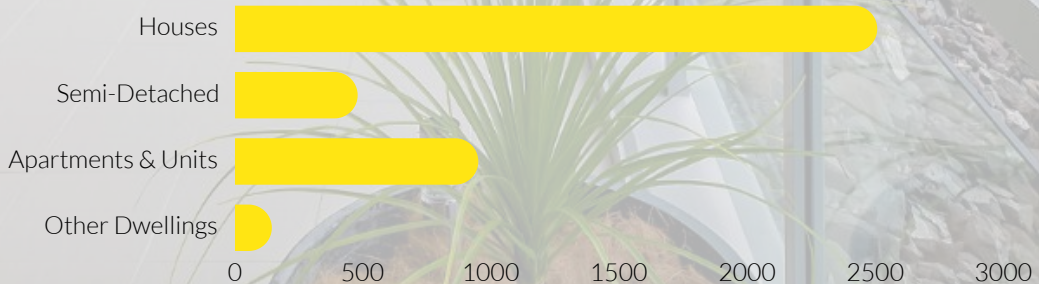 Houses
Semi-Detached
Apartments & Units
Other Dwellings
0 500 1000 1500 2000 2500 3000